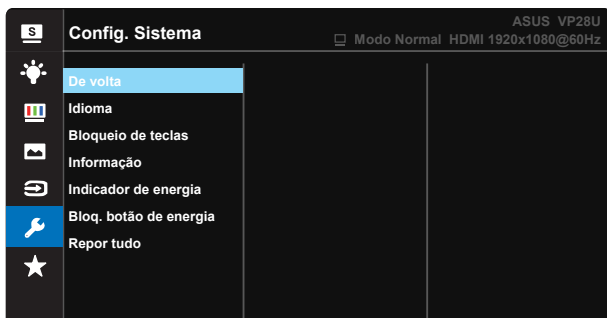 S
Config. Sistema
ASUS VP28U
Modo Normal HDMI 1920x1080@60Hz
De volta
Idioma
Bloqueio de teclas
Informação
Indicador de energia
Bloq. botão de energia
Repor tudo